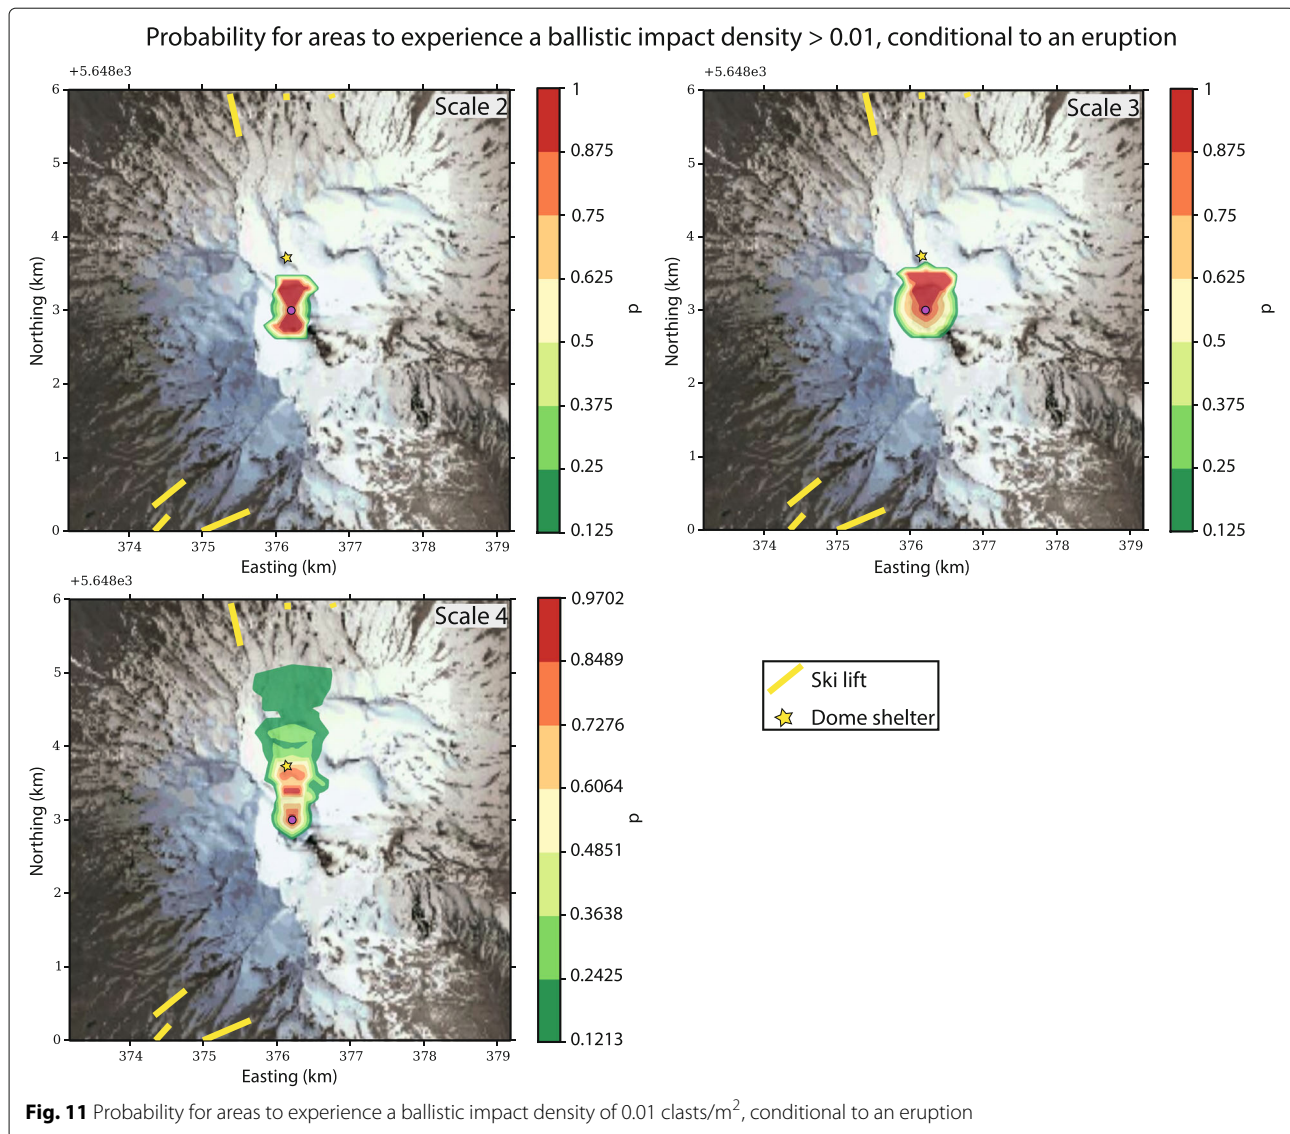 Probability for areas to experience a ballistic impact density > 0.01, conditional to an eruption
+5.648e3
Scale 2
6
5
4
3
2
1
0
374 375 376 377 378 379
Easting (km)
Northing (km)
1
0.875
0.75
0.625
0.5
0.375
0.25
0.125
p
+5.648e3
Scale 3
6
5
4
3
2
1
0
374 375 376 377 378 379
Easting (km)
Northing (km)
1
0.875
0.75
0.625
0.5
0.375
0.25
0.125
p
+5.648e3
Scale 4
6
5
4
3
2
1
0
374 375 376 377 378 379
Easting (km)
Northing (km)
0.9702
0.8489
0.7276
0.6064
0.4851
0.3638
0.2425
0.1213
p
Ski lift
Dome shelter
Fig. 11 Probability for areas to experience a ballistic impact density of 0.01 clasts/m², conditional to an eruption